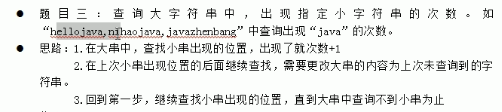 ● 题目三：查询大字符串中，出现指定小字符串的次数。如
“hellojava,nihaojava,javazhenbang”中查询出现“java”的次数。
● 思路：1.在大串中，查找小串出现的位置，出现了就次数+1
2.在上次小串出现位置的后面继续查找，需要更改大串的内容为上次未查询到的字
符串。
3.回到第一步，继续查找小串出现的位置，直到大串中查询不到小串为止